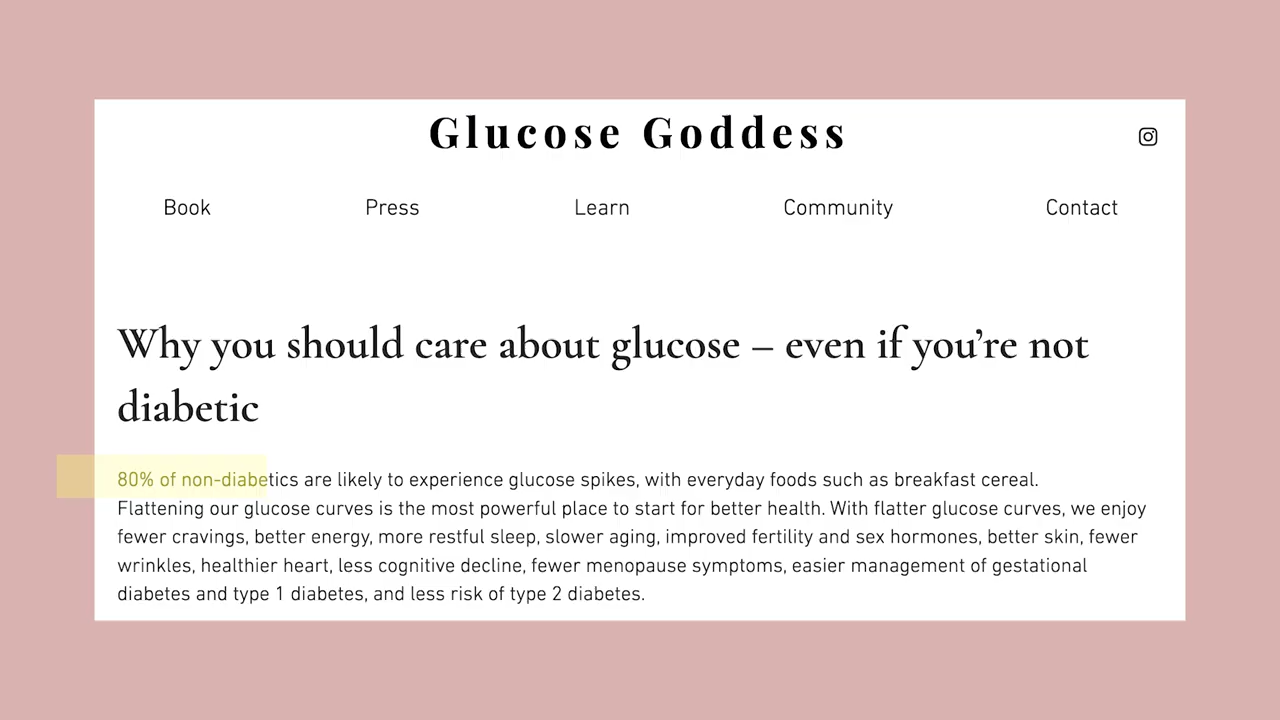 Glucose Goddess
Book Press Learn Community Contact
Why you should care about glucose – even if you’re not
diabetic
80% of non-diabetics are likely to experience glucose spikes, with everyday foods such as breakfast cereal.
Flattening our glucose curves is the most powerful place to start for better health. With flatter glucose curves, we enjoy
fewer cravings, better energy, more restful sleep, slower aging, improved fertility and sex hormones, better skin, fewer
wrinkles, healthier heart, less cognitive decline, fewer menopause symptoms, easier management of gestational
diabetes and type 1 diabetes, and less risk of type 2 diabetes.